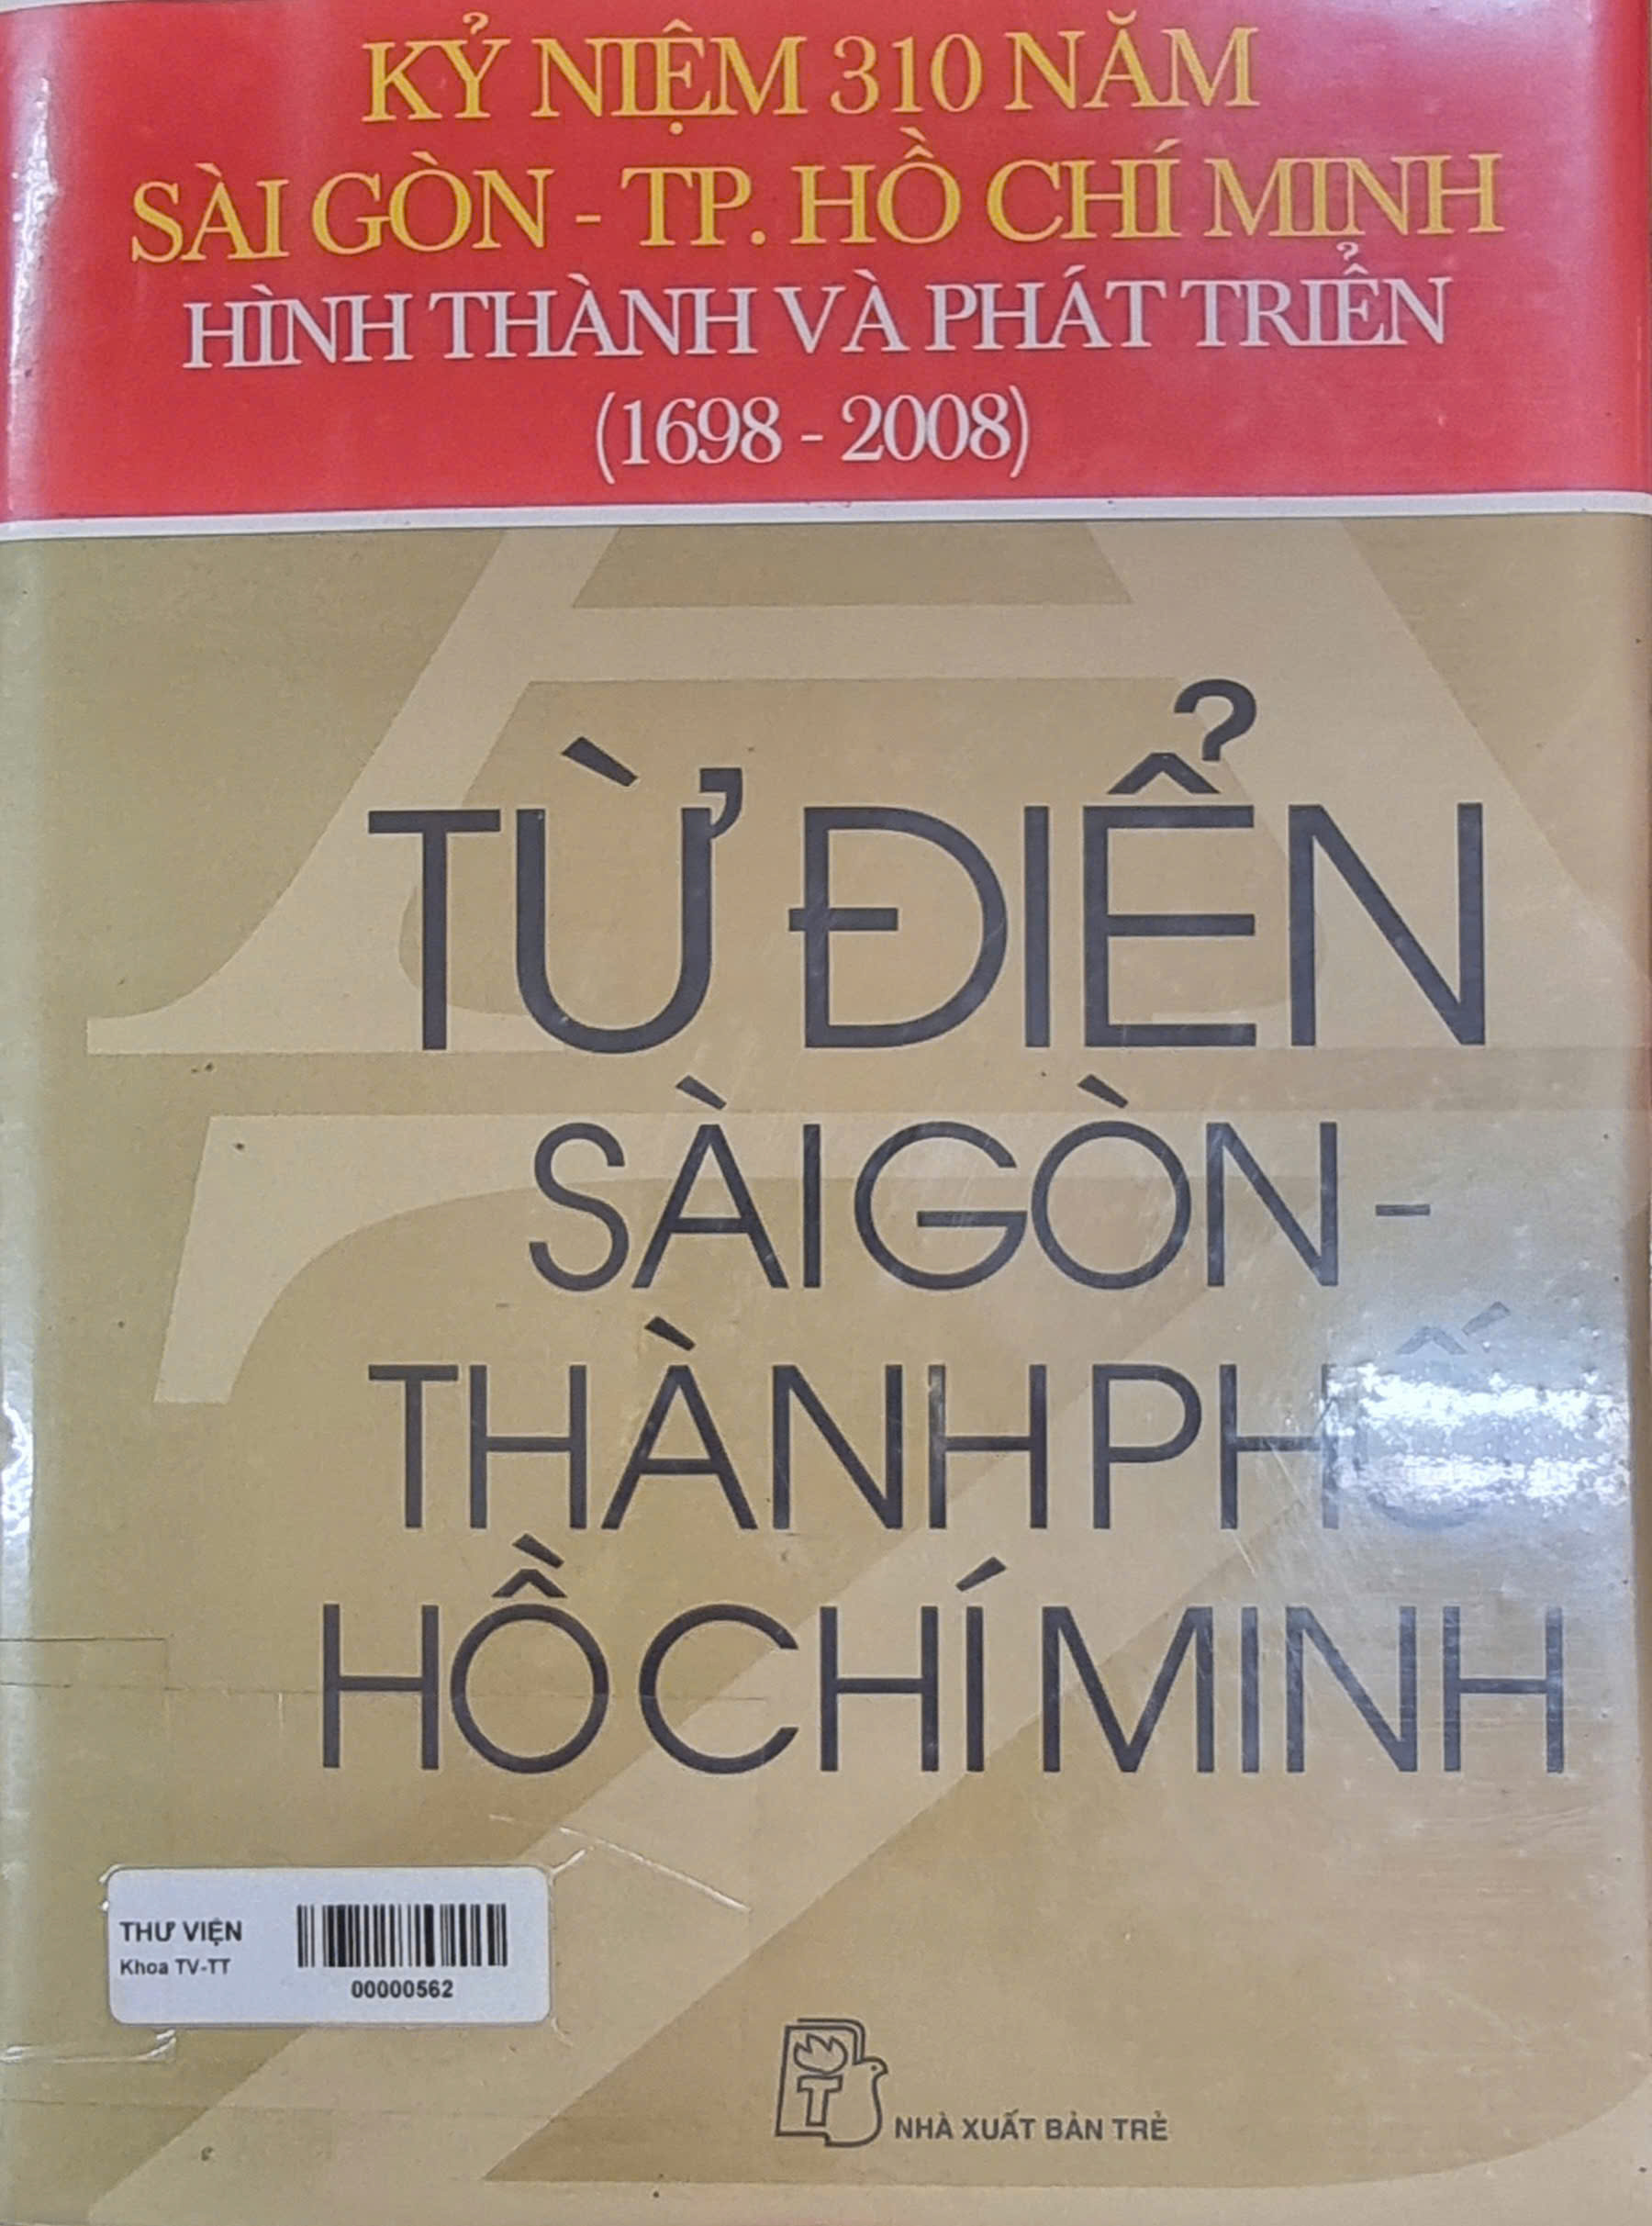 KỶ NIỆM 310 NĂM
SÀI GÒN - TP. HỒ CHÍ MINH
HÌNH THÀNH VÀ PHÁT TRIỂN
(1698 - 2008)
TỪ ĐIỂN
SÀI GÒN -
THÀNH PHỐ
HỒ CHÍ MINH
THƯ VIỆN
Khoa TV-TT
00000562
T
NHÀ XUẤT BẢN TRẺ